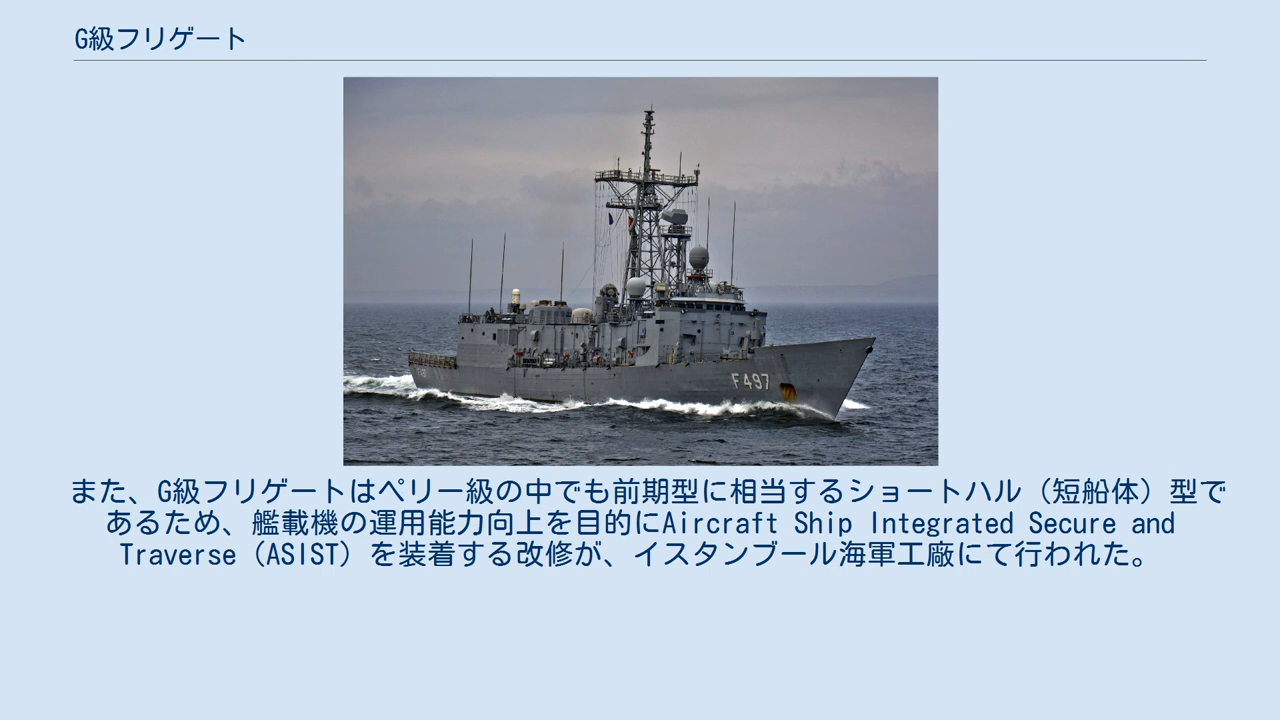 G級フリゲート
F497
また、G級フリゲートはペリー級の中でも前期型に相当するショートハル（短船体）型で
あるため、艦載機の運用能力向上を目的にAircraft Ship Integrated Secure and
Traverse（ASIST）を装着する改修が、イスタンブール海軍工廠にて行われた。